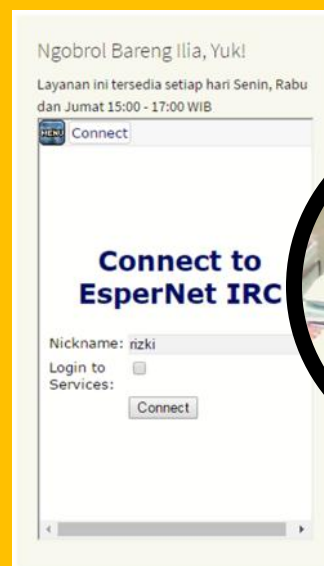 Ngobrol Bareng Ilia, Yuk!
Layanan ini tersedia setiap hari Senin, Rabu
dan Jumat 15:00 - 17:00 WIB
MENU Connect
Connect to
EsperNet IRC
Nickname: rizki
Login to
Services:
Connect